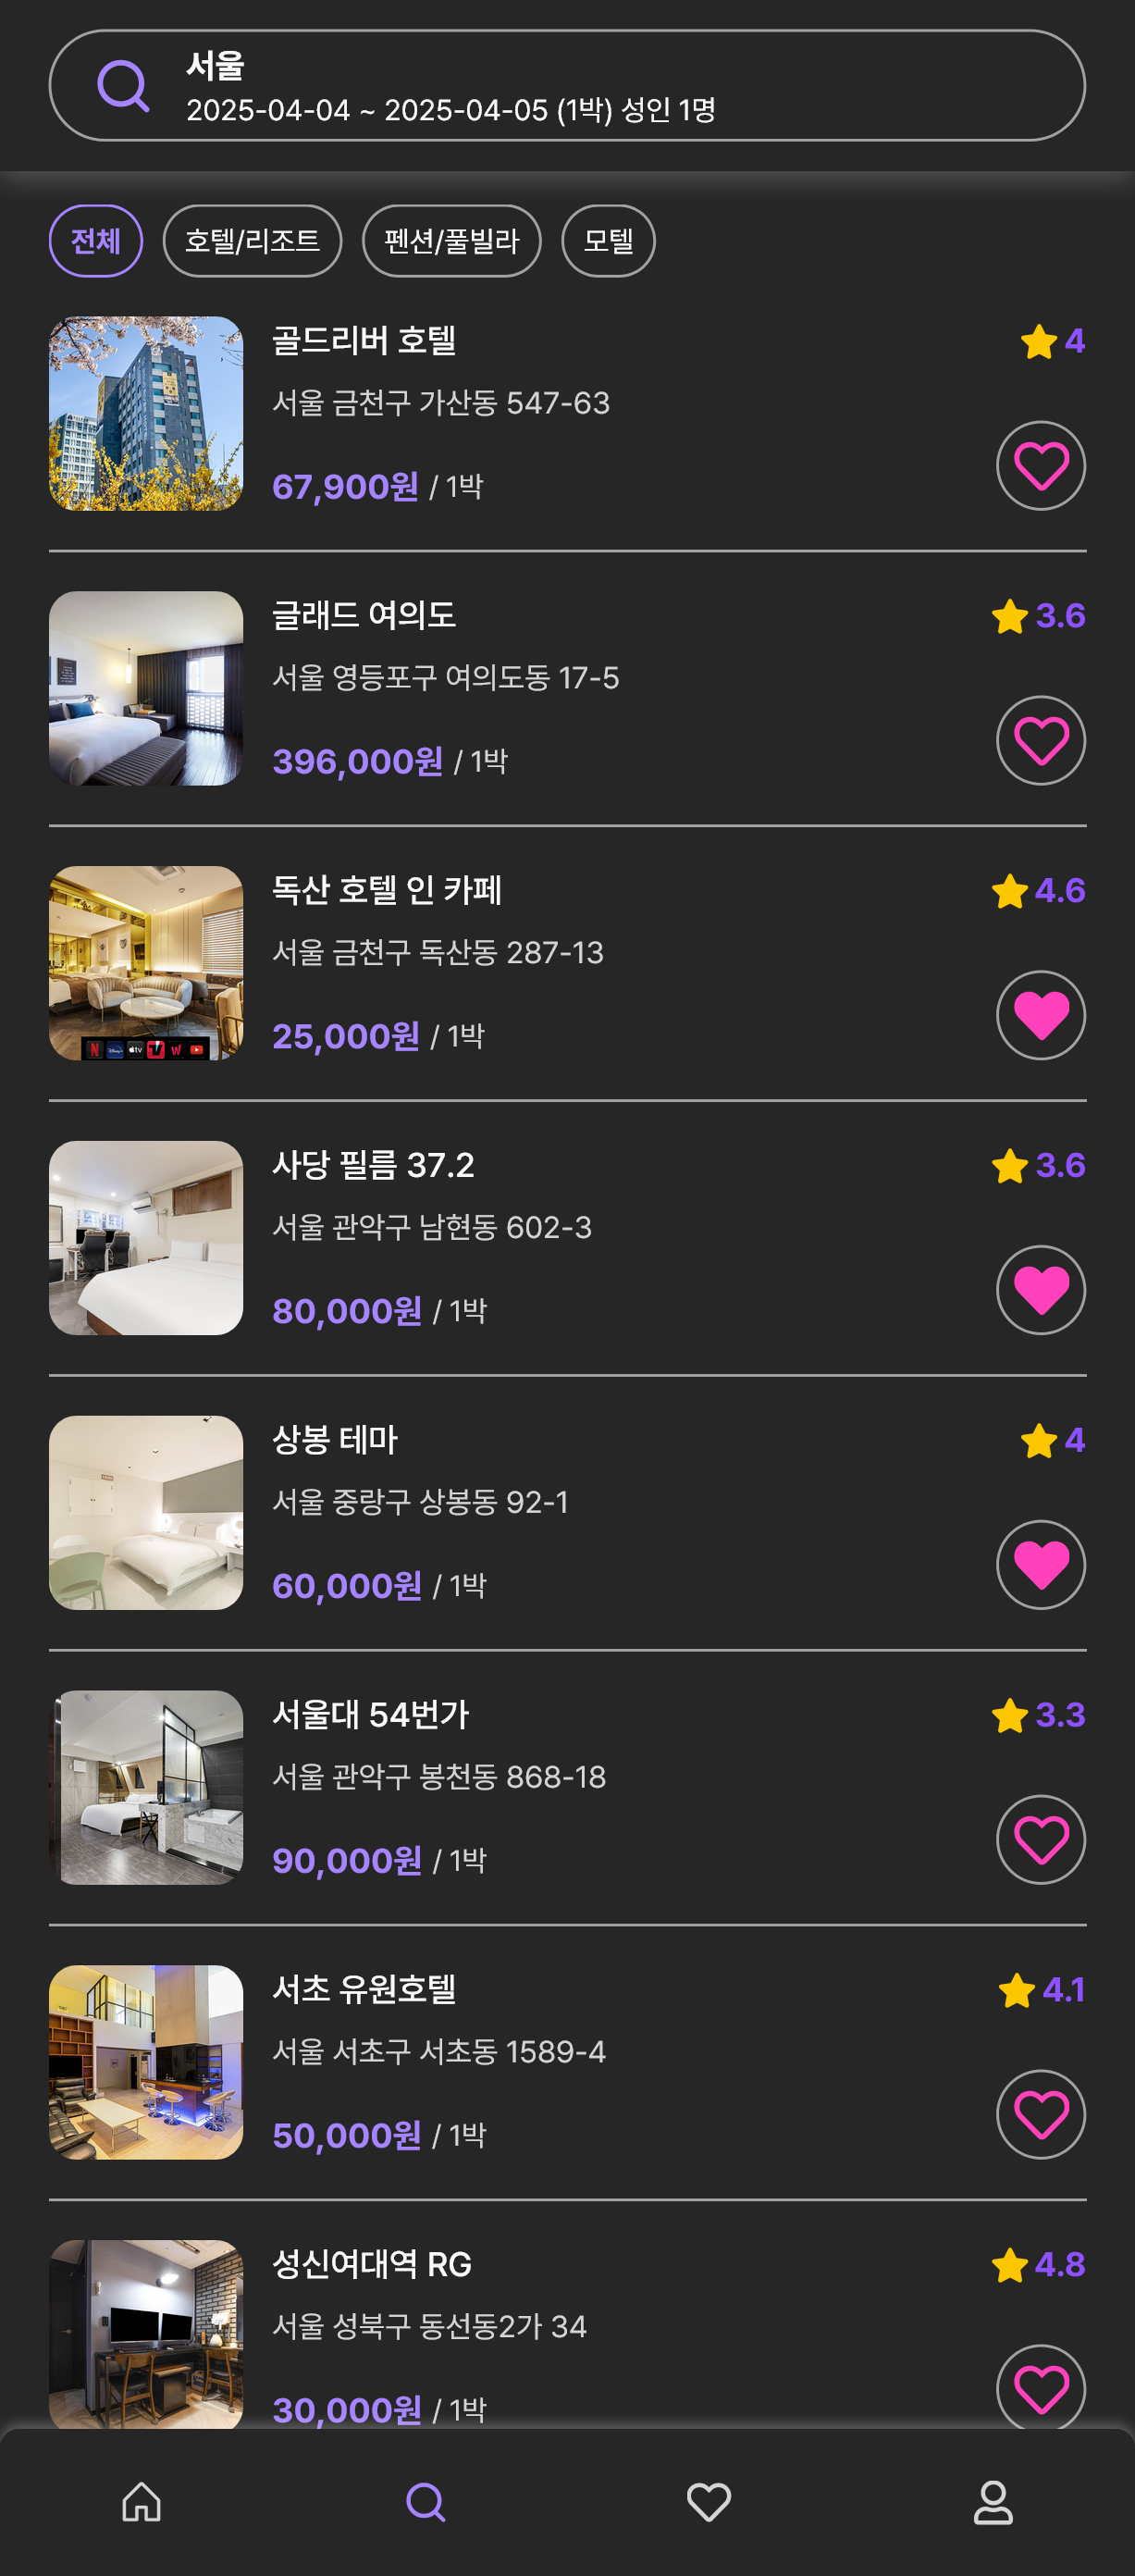 서울
2025-04-04 ~ 2025-04-05 (1박) 성인 1명
전체
호텔/리조트
펜션/풀빌라
모텔
골드리버 호텔
4
서울 금천구 가산동 547-63
67,900원 / 1박
글래드 여의도
3.6
서울 영등포구 여의도동 17-5
396,000원 / 1박
독산 호텔 인 카페
4.6
서울 금천구 독산동 287-13
25,000원 / 1박
사당 필름 37.2
3.6
서울 관악구 남현동 602-3
80,000원 / 1박
상봉 테마
4
서울 중랑구 상봉동 92-1
60,000원 / 1박
서울대 54번가
3.3
서울 관악구 봉천동 868-18
90,000원 / 1박
서초 유원호텔
4.1
서울 서초구 서초동 1589-4
50,000원 / 1박
성신여대역 RG
4.8
서울 성북구 동선동2가 34
30,000원 / 1박